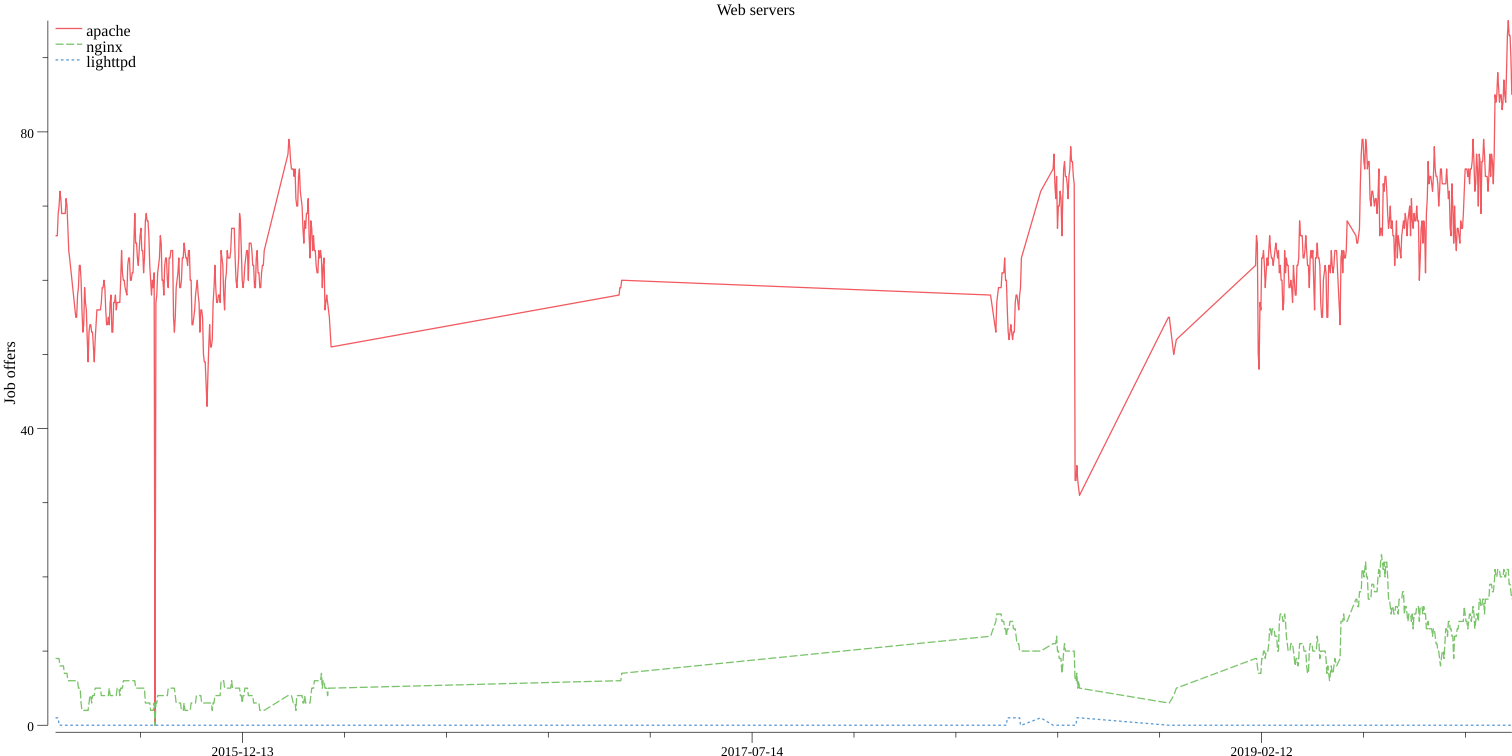 Web servers
apache
nginx
lighttpd
80
Job offers
40
0
2015-12-13 2017-07-14 2019-02-12